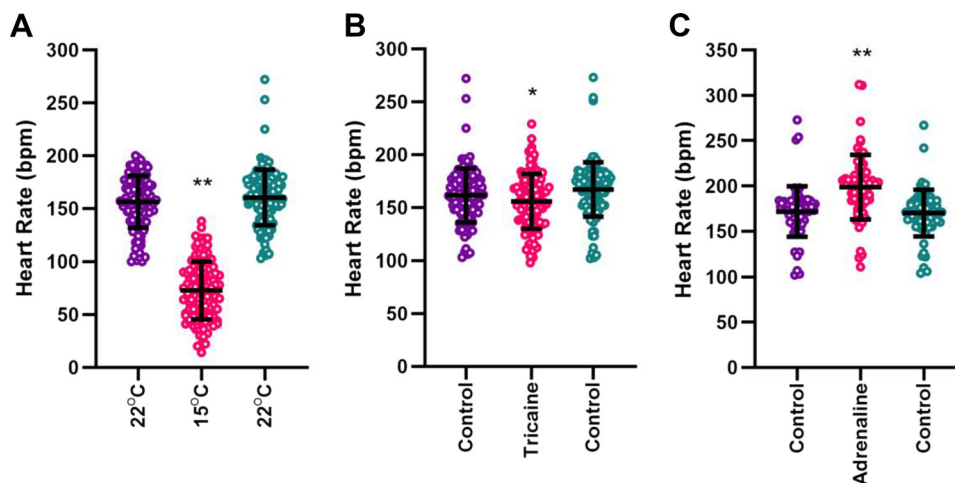 A
Heart Rate (bpm)
300
250
200
150
100
50
0
**
22°C
15°C
22°C
B
Heart Rate (bpm)
300
250
200
150
100
50
0
*
Control
Tricaine
Control
C
Heart Rate (bpm)
350
300
250
200
150
100
50
0
**
Control
Adrenaline
Control